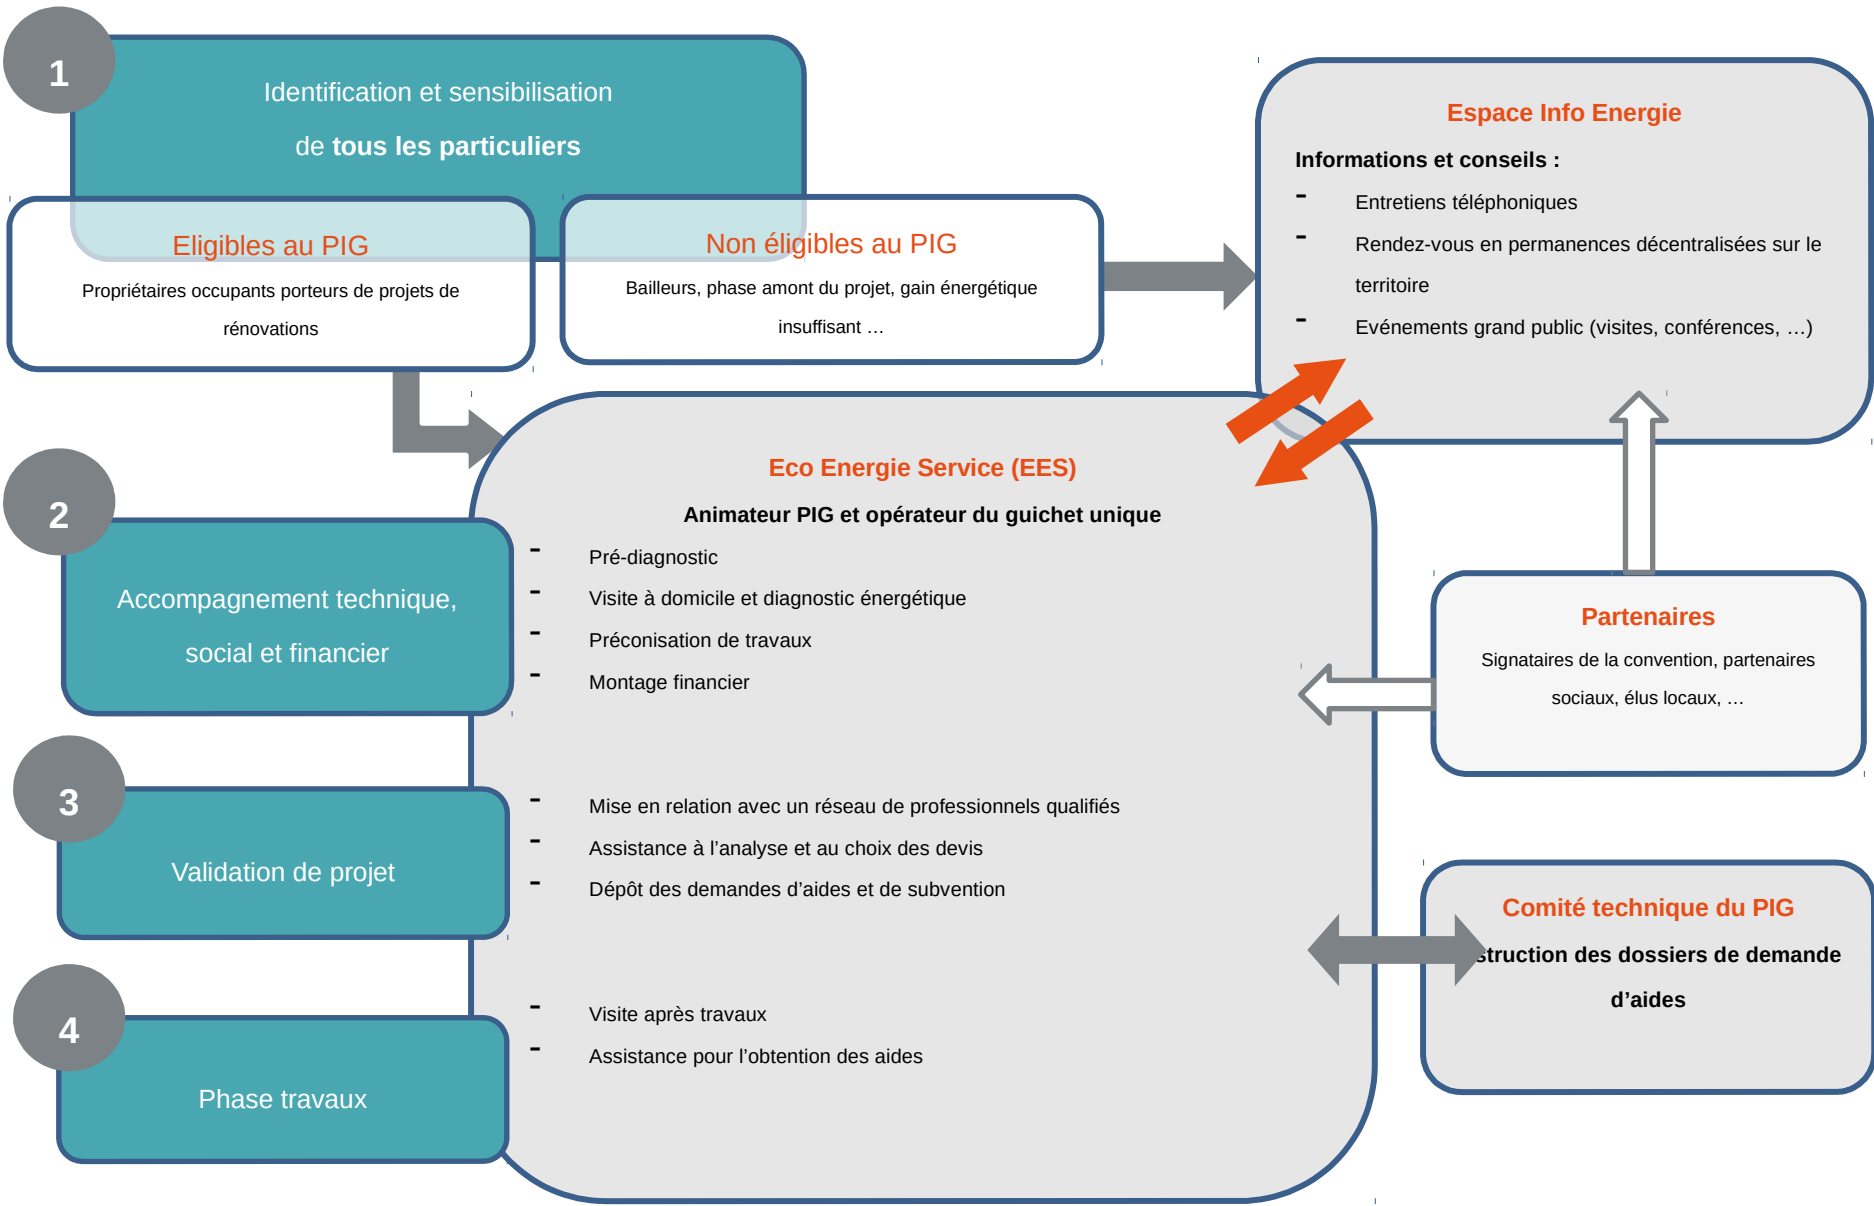 1
Identification et sensibilisation
de tous les particuliers
Eligibles au PIG
Propriétaires occupants porteurs de projets de
rénovations
Non éligibles au PIG
Bailleurs, phase amont du projet, gain énergétique
insuffisant …
Espace Info Energie
Informations et conseils :
- Entretiens téléphoniques
- Rendez-vous en permanences décentralisées sur le
territoire
- Evénements grand public (visites, conférences, …)
Eco Energie Service (EES)
Animateur PIG et opérateur du guichet unique
2
Accompagnement technique,
social et financier
- Pré-diagnostic
- Visite à domicile et diagnostic énergétique
- Préconisation de travaux
- Montage financier
Partenaires
Signataires de la convention, partenaires
sociaux, élus locaux, …
3
Validation de projet
- Mise en relation avec un réseau de professionnels qualifiés
- Assistance à l’analyse et au choix des devis
- Dépôt des demandes d’aides et de subvention
Comité technique du PIG
struction des dossiers de demande
d’aides
4
Phase travaux
- Visite après travaux
- Assistance pour l’obtention des aides